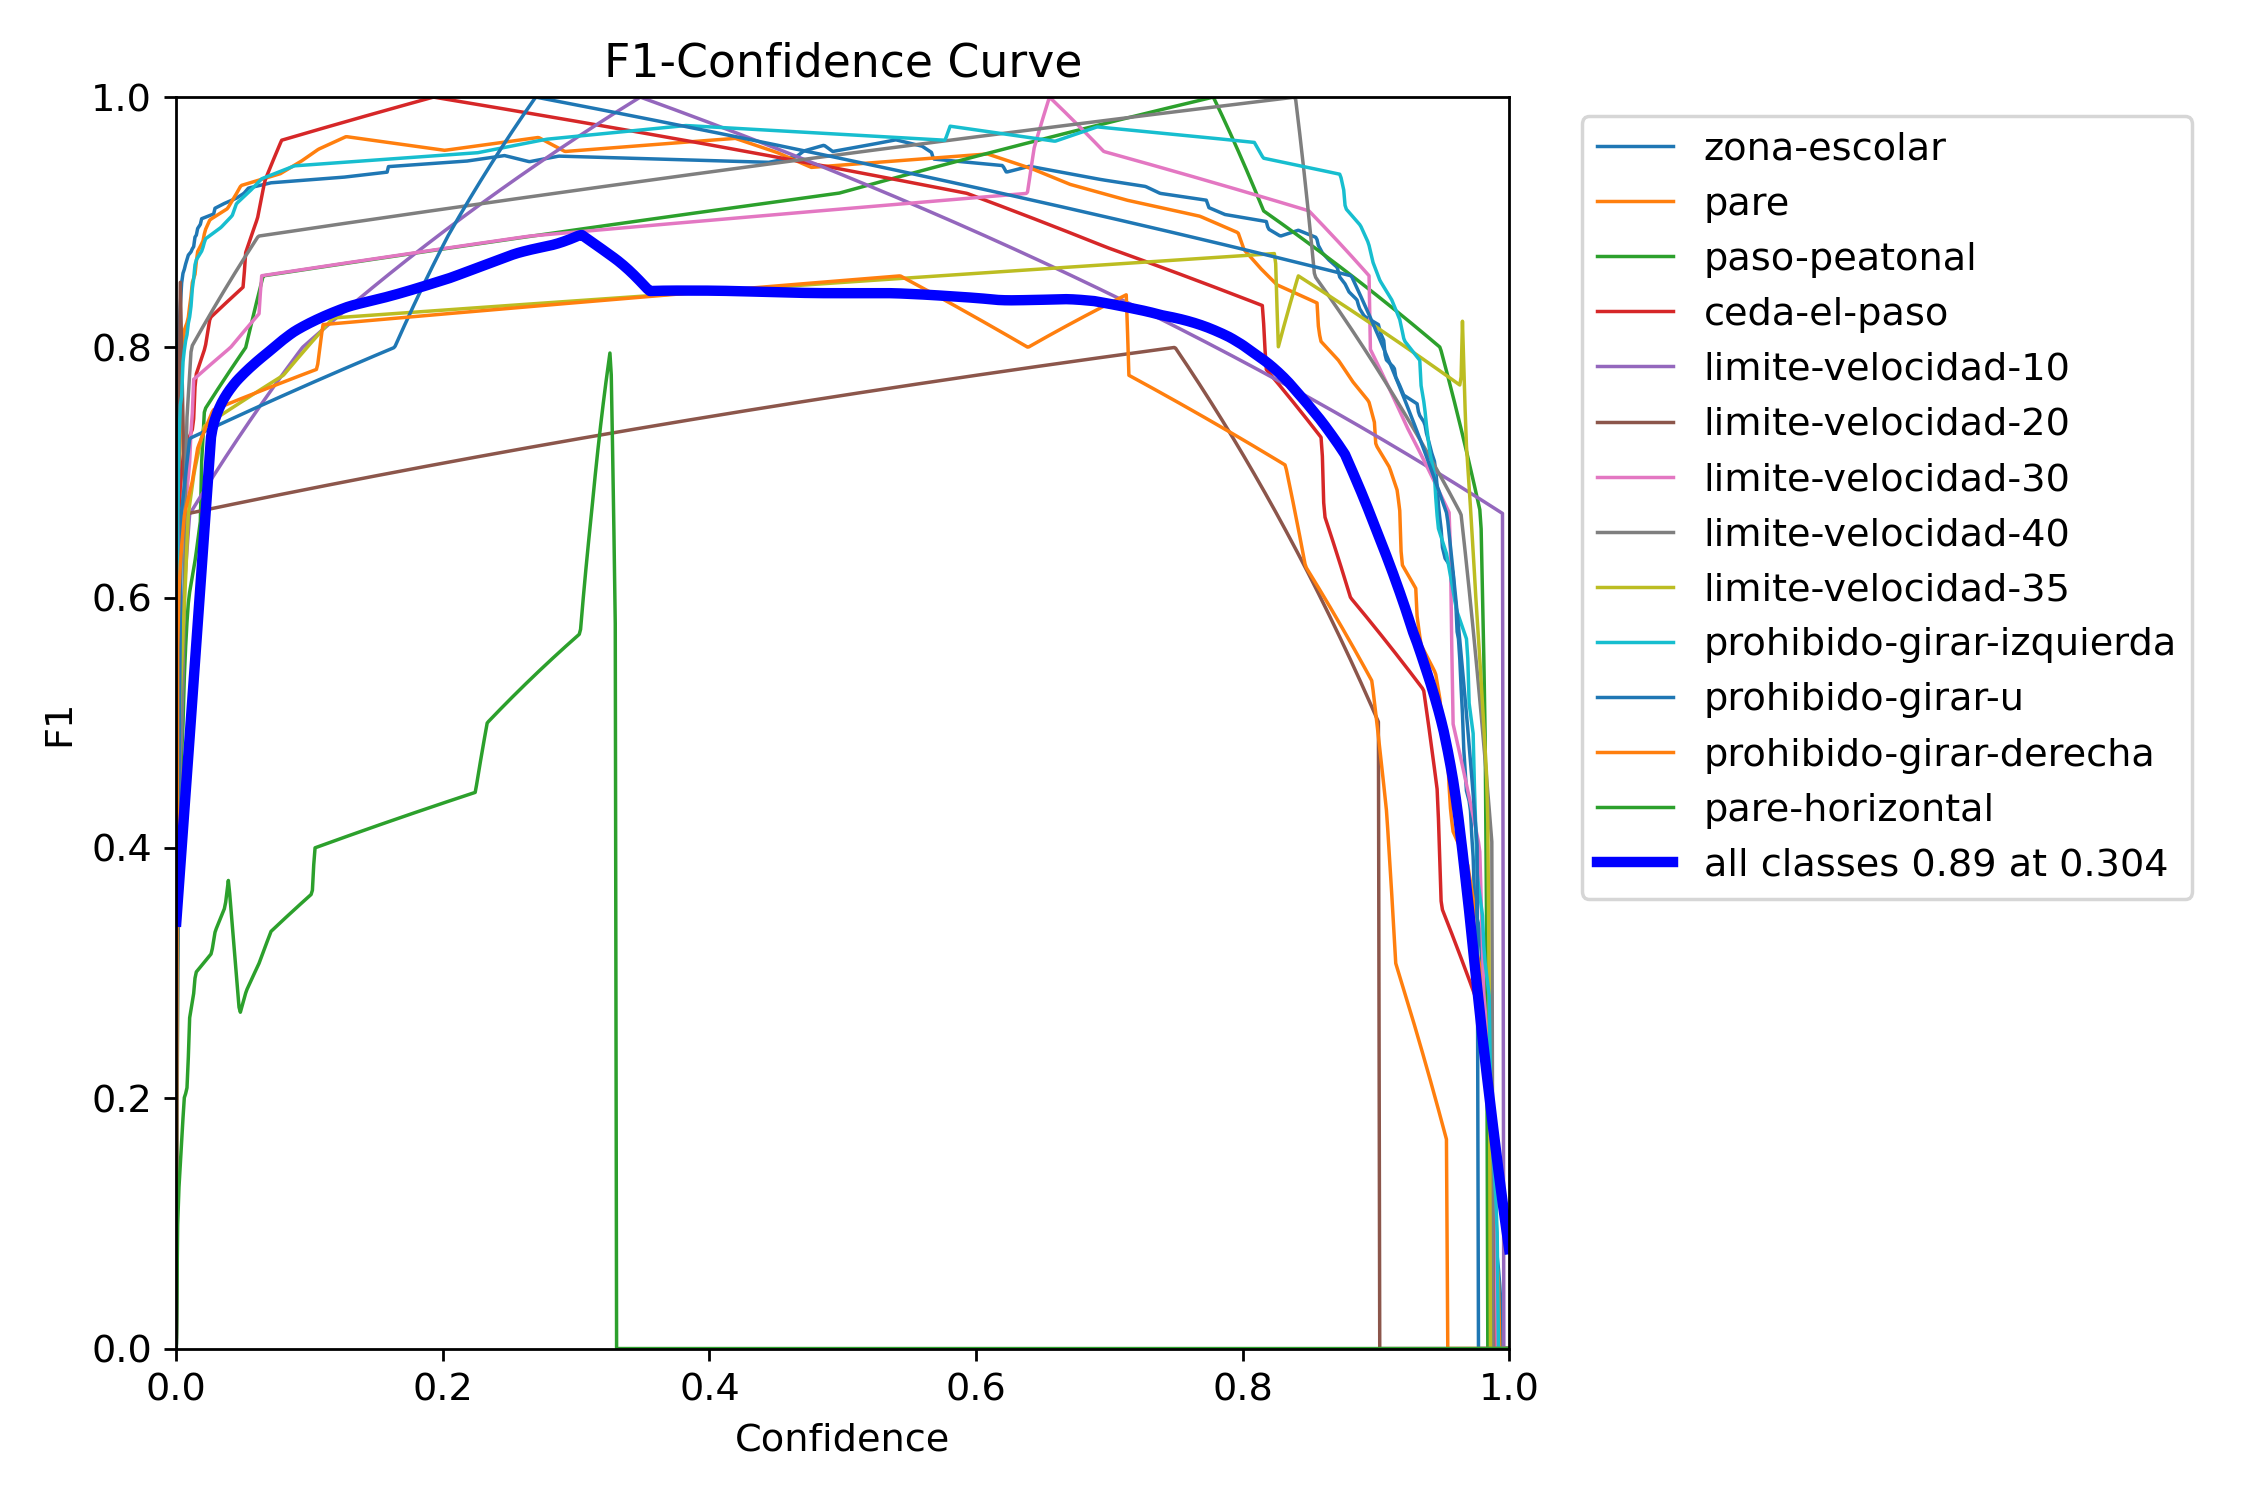 F1-Confidence Curve
1.0
0.8
0.6
0.4
0.2
0.0
F1
0.0 0.2 0.4 0.6 0.8 1.0
Confidence
zona-escolar
pare
paso-peatonal
ceda-el-paso
limite-velocidad-10
limite-velocidad-20
limite-velocidad-30
limite-velocidad-40
limite-velocidad-35
prohibido-girar-izquierda
prohibido-girar-u
prohibido-girar-derecha
pare-horizontal
all classes 0.89 at 0.304